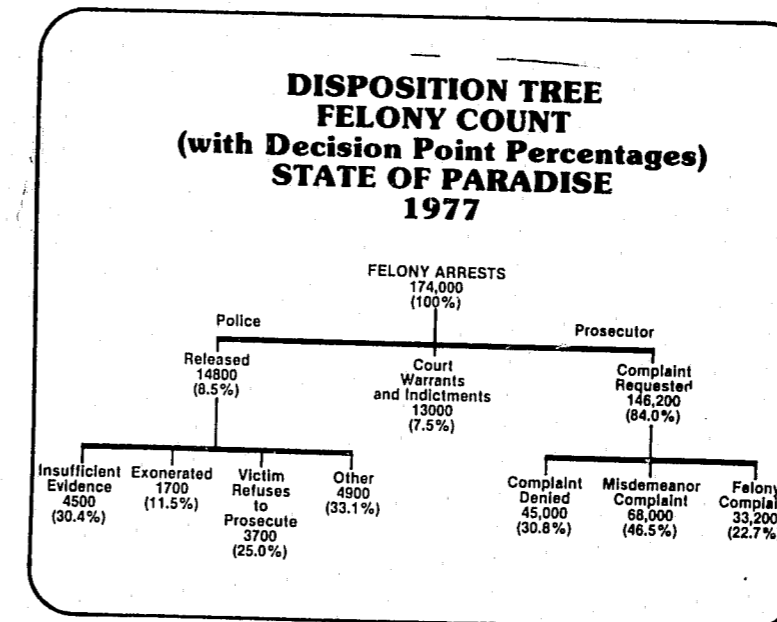 DISPOSITION TREE
FELONY COUNT
(with Decision Point Percentages)
STATE OF PARADISE
1977
FELONY ARRESTS
174,000
(100%)
Police
Prosecutor
Released
14800
(8.5%)
Court
Warrants
and Indictments
13000
(7.5%)
Complaint
Requested
146,200
(84.0%)
Insufficient
Evidence
4500
(30.4%)
Exonerated
1700
(11.5%)
Victim
Refuses
to
Prosecute
3700
(25.0%)
Other
4900
(33.1%)
Complaint
Denied
45,000
(30.8%)
Misdemeanor
Complaint
68,000
(46.5%)
Felony
Complai
33,200
(22.7%